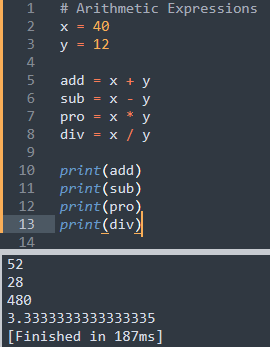 1 # Arithmetic Expressions
2 x = 40
3 y = 12
4
5 add = x + y
6 sub = x - y
7 pro = x * y
8 div = x / y
9
10 print(add)
11 print(sub)
12 print(pro)
13 print(div)
14
52
28
480
3.3333333333333335
[Finished in 187ms]